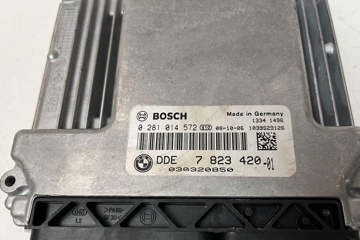 BOSCH
Made in Germany
1334 1496
0 281 014 572
08-10-06 1039S29126
DDE 7 823 420-01
030320850